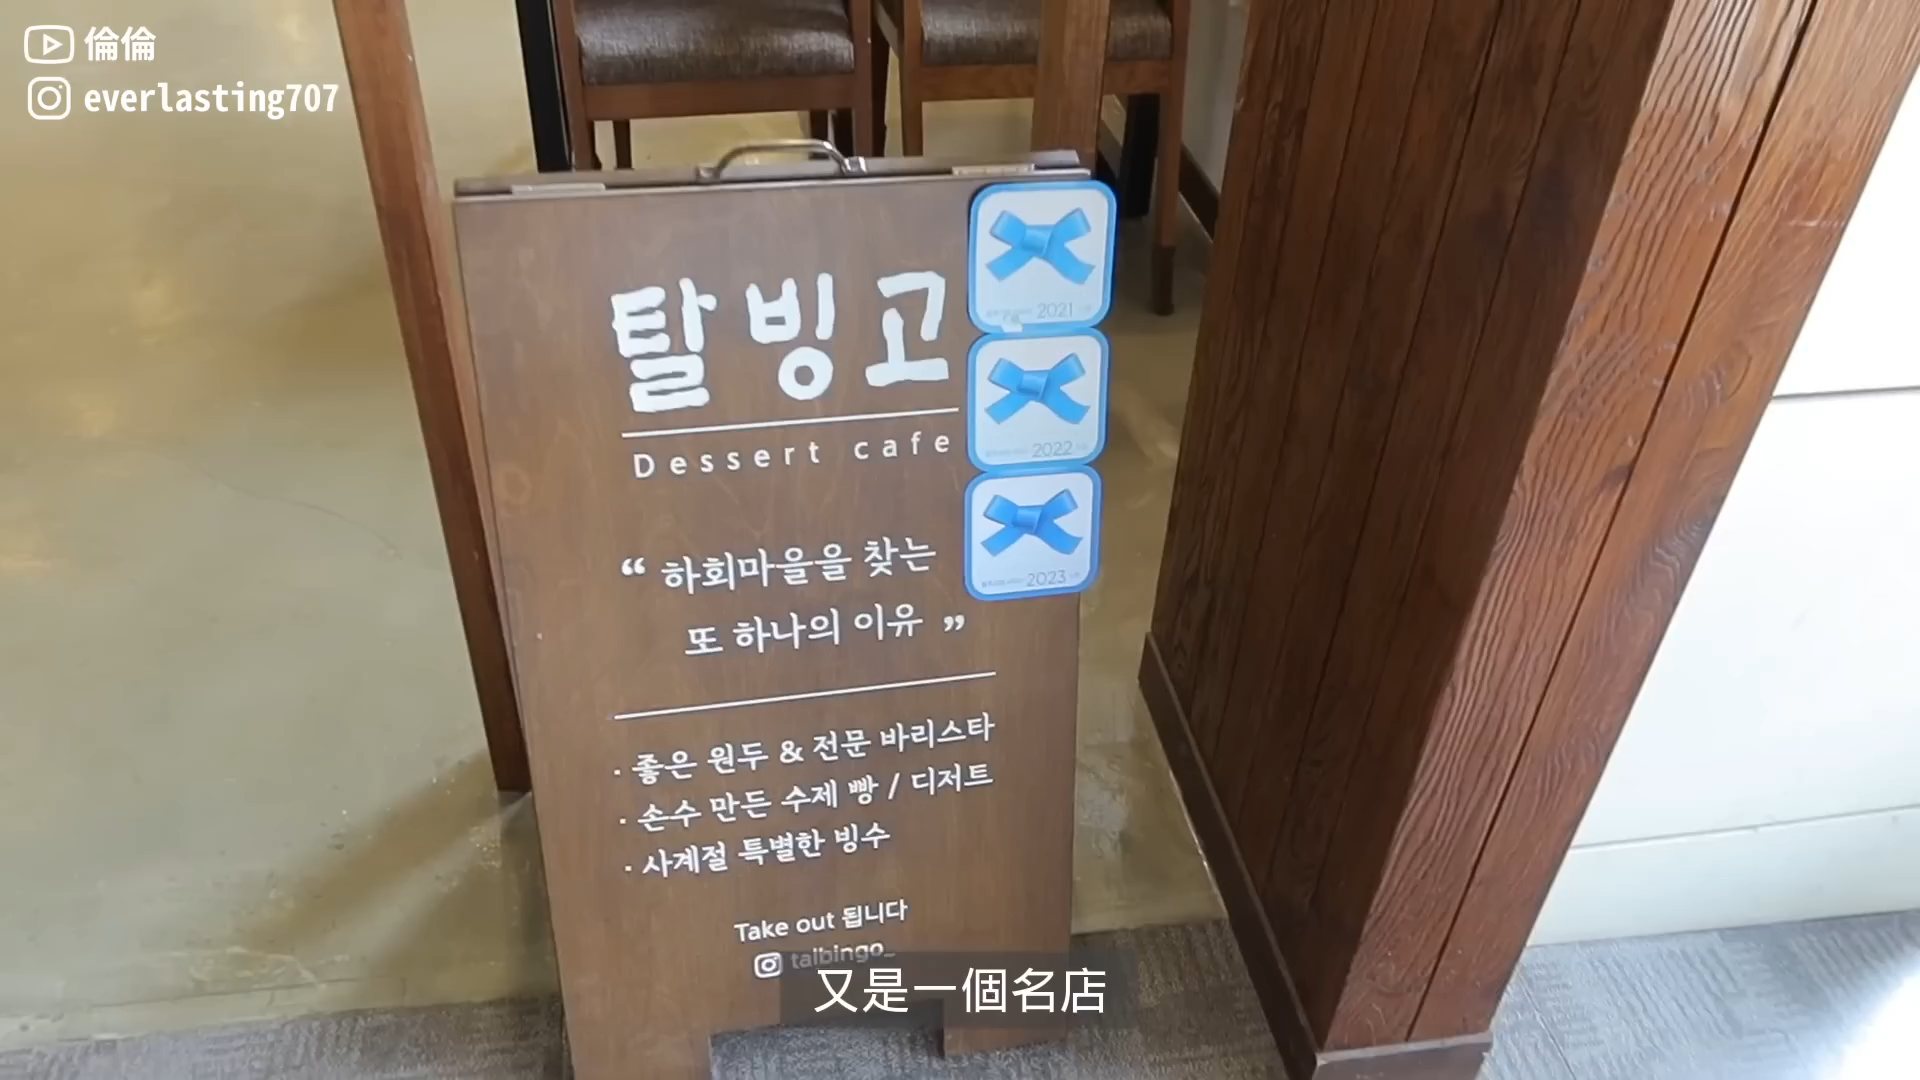 倫倫
everlasting707
탈빙고
Dessert cafe
2021
2022
2023
“ 하회마을을 찾는
또 하나의 이유 ”
· 좋은 원두 & 전문 바리스타
· 손수 만든 수제 빵 / 디저트
· 사계절 특별한 빙수
Take out 됩니다
talbingo_
又是一個名店